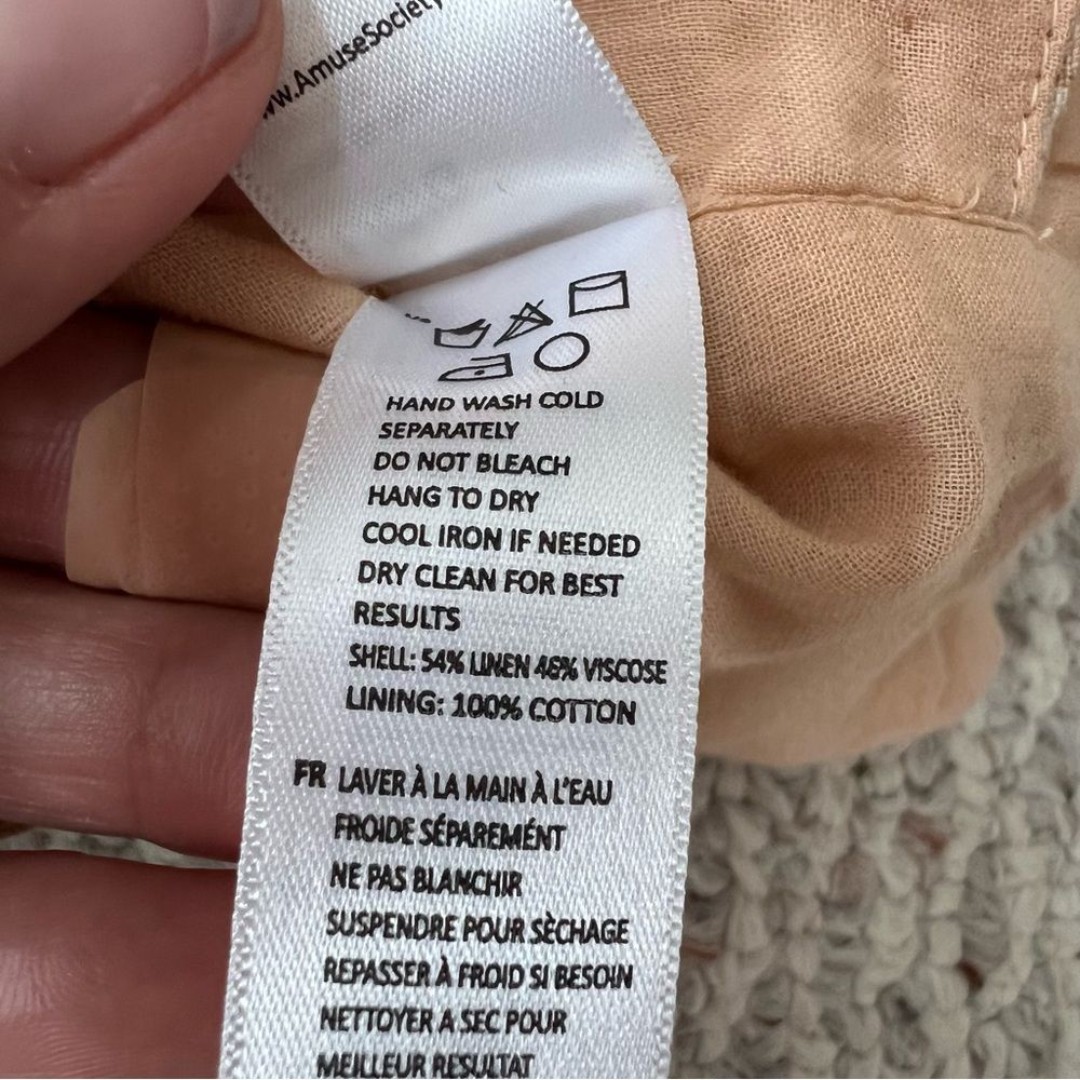 www.AmuseSociety
HAND WASH COLD
SEPARATELY
DO NOT BLEACH
HANG TO DRY
COOL IRON IF NEEDED
DRY CLEAN FOR BEST
RESULTS
SHELL: 54% LINEN 46% VISCOSE
LINING: 100% COTTON
FR LAVER À LA MAIN À L'EAU
FROIDE SÉPAREMÉNT
NE PAS BLANCHIR
SUSPENDRE POUR SÈCHAGE
REPASSER À FROID SI BESOIN
NETTOYER A SEC POUR
MEILLEUR RESULTAT